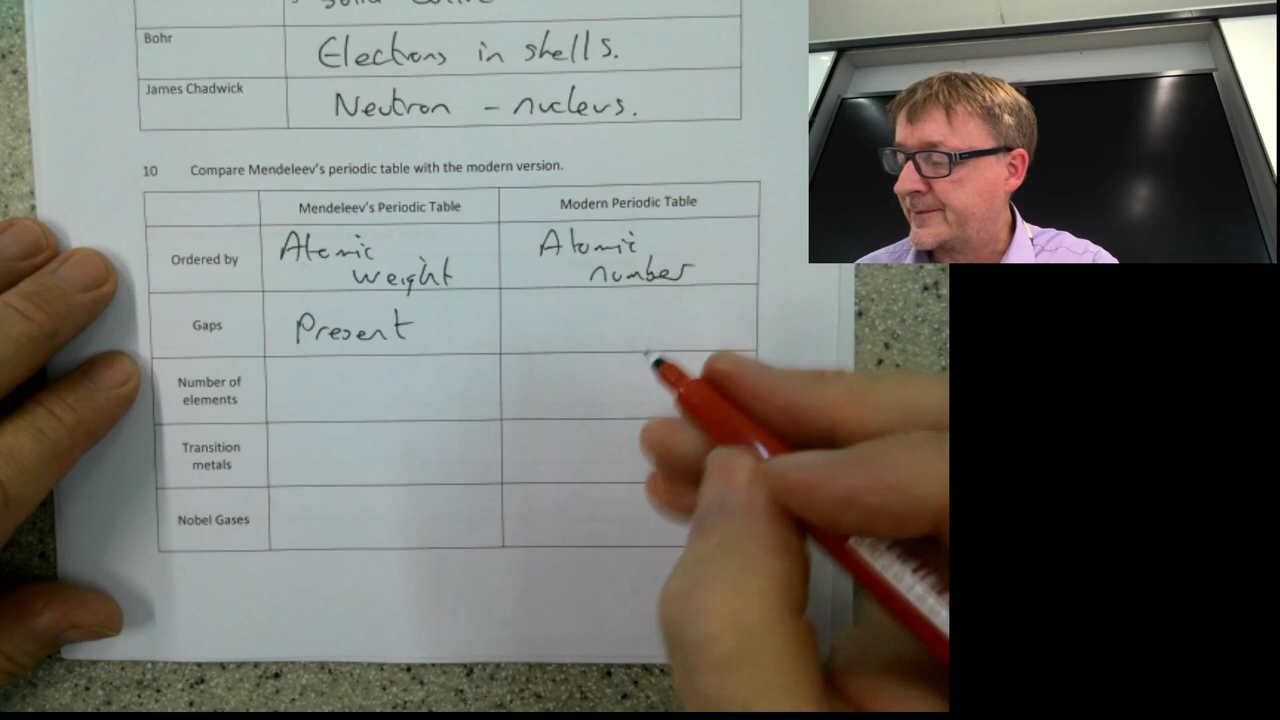 Bohr
Electrons in shells.
James Chadwick
Neutron - nucleus.
10 Compare Mendeleev's periodic table with the modern version.
Mendeleev's Periodic Table Modern Periodic Table
Ordered by
Atomic
weight
Atomic
number
Gaps
Present
Number of
elements
Transition
metals
Nobel Gases